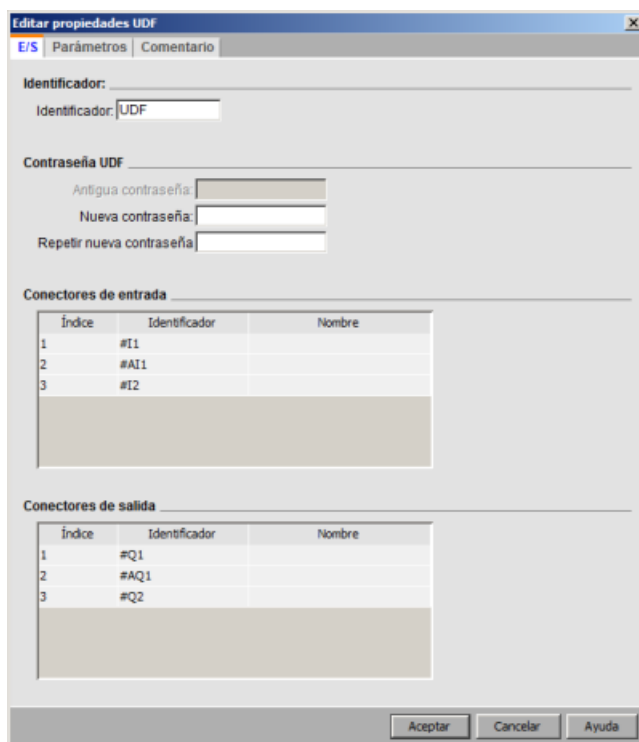 Editar propiedades UDF
E/S Parámetros Comentario
Identificador:
Identificador: UDF
Contraseña UDF
Antigua contraseña:
Nueva contraseña:
Repetir nueva contraseña
Conectores de entrada
Índice Identificador Nombre
1 #I1
2 #AI1
3 #I2
Conectores de salida
Índice Identificador Nombre
1 #Q1
2 #AQ1
3 #Q2
Aceptar Cancelar Ayuda